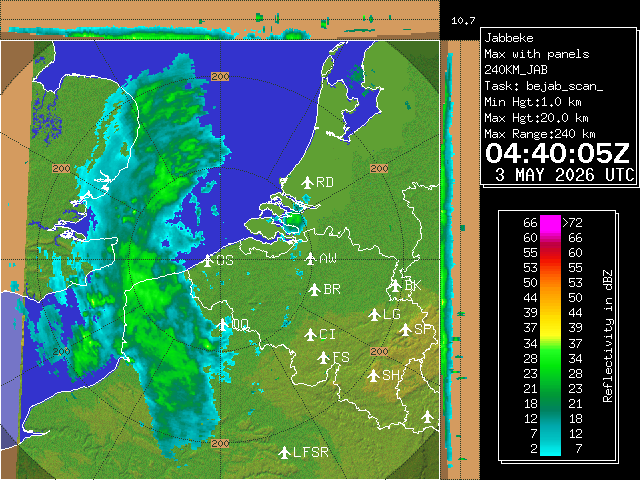 10.7
Jabbeke
Max with panels
240KM_JAB
Task: bejab_scan_
Min Hgt:1.0 km
Max Hgt:20.0 km
Max Range:240 km
04:40:05Z
3 MAY 2026 UTC
200
200
200
RD
OS
AW
BR
BK
LG
DO
CI
SP
FS
200
200
SH
200
LFSR
66 >72
60 66
55 60
53 55
50 53
44 50
39 44
37 39
34 37
28 34
24 28
23 24
21 23
18 21
12 18
7 12
2 7
Reflectivity in dBZ